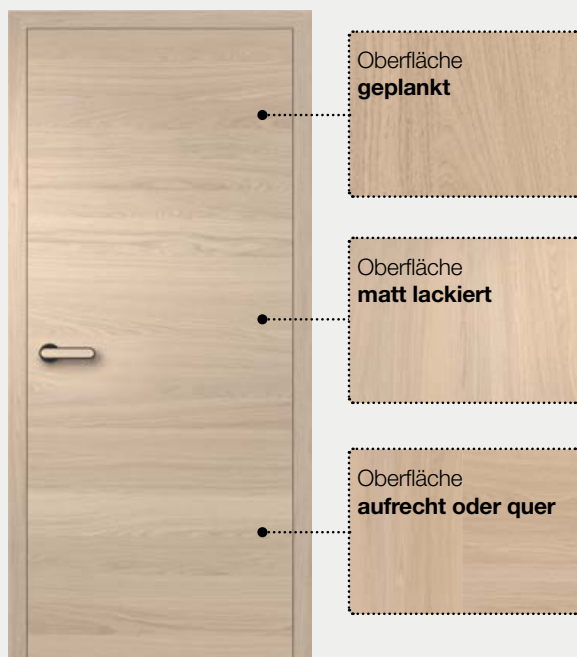 Oberfläche
geplankt
Oberfläche
matt lackiert
Oberfläche
aufrecht oder quer